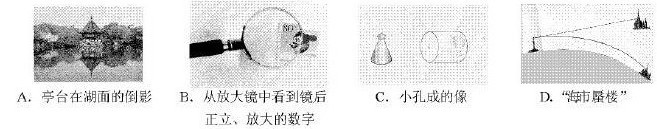 80
A. 亭台在湖面的倒影
B. 从放大镜中看到镜后
正立、放大的数字
C. 小孔成的像
D. “海市蜃楼”